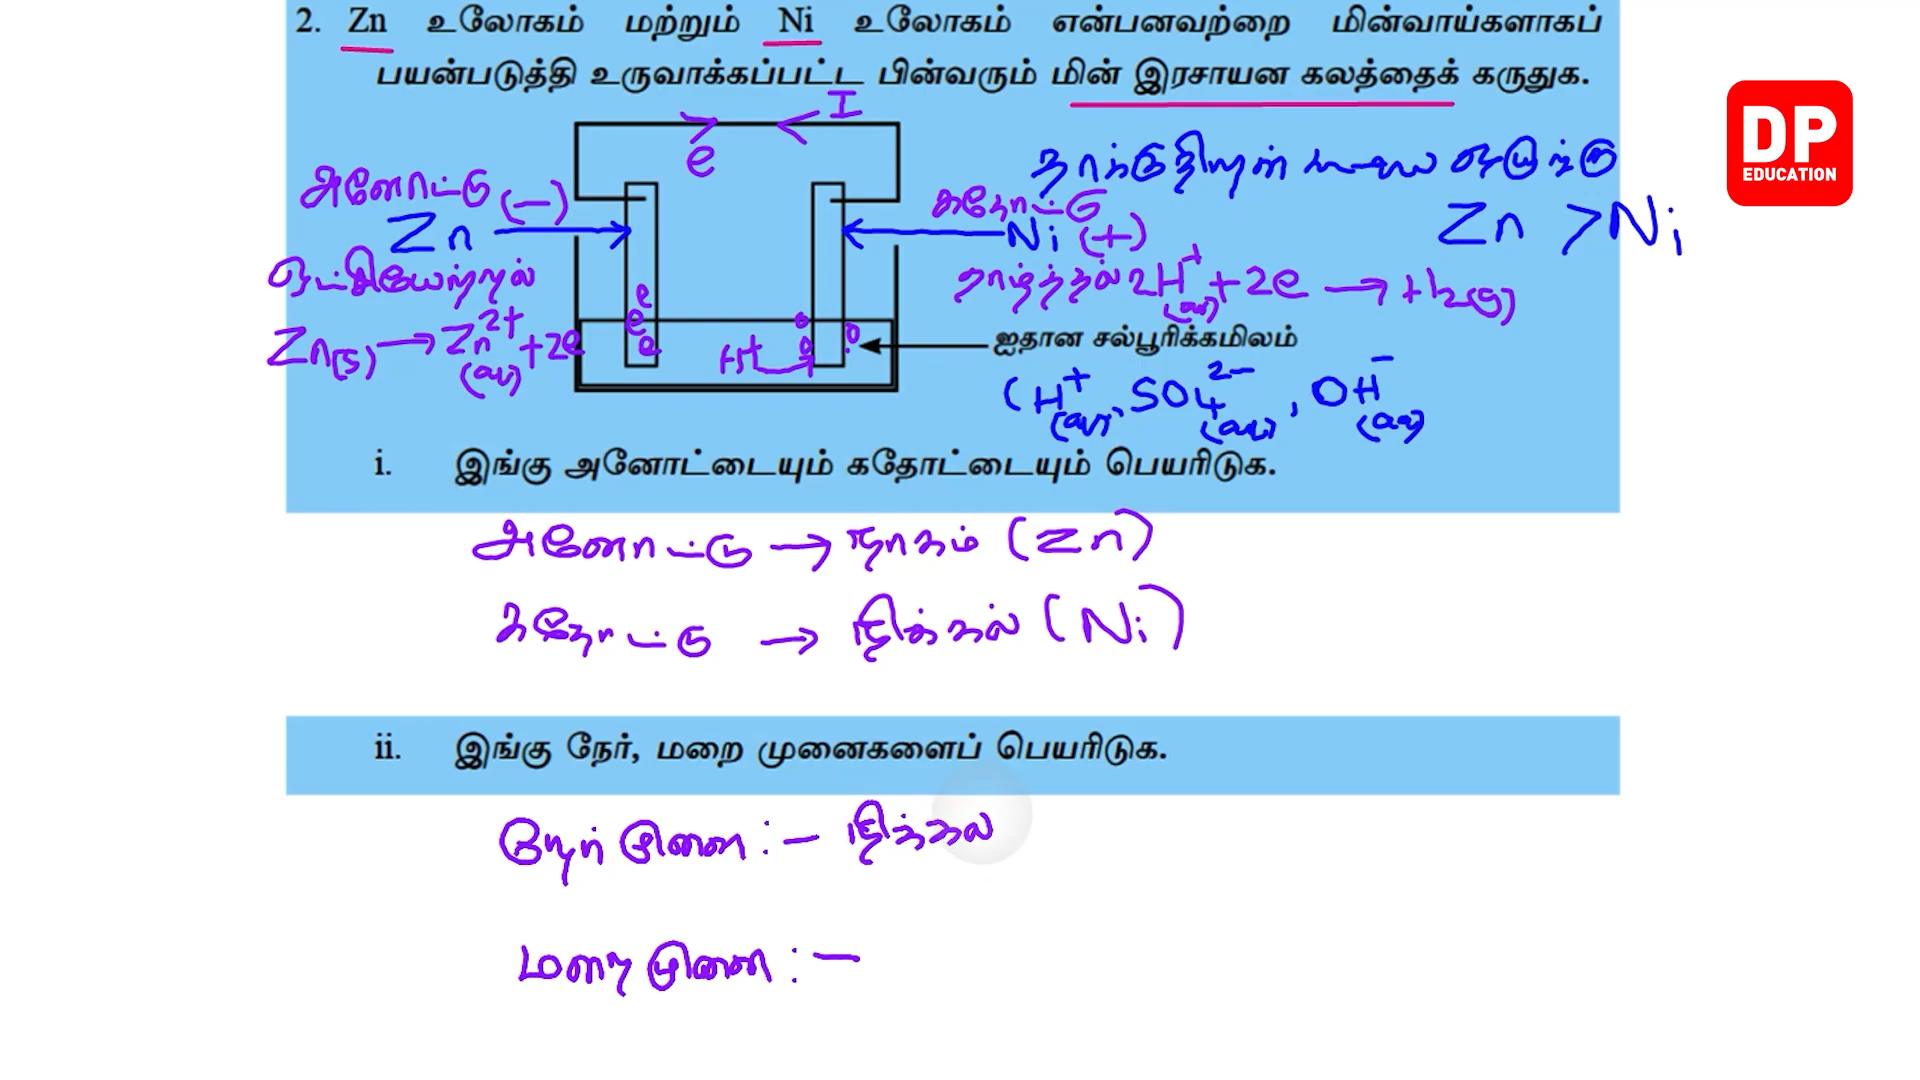 2. Zn உலோகம் மற்றும் Ni உலோகம் என்பனவற்றை மின்வாய்களாகப்
பயன்படுத்தி உருவாக்கப்பட்ட பின்வரும் மின் இரசாயன கலத்தைக் கருதுக.
I
e
DP
EDUCATION
தாக்குதிறன்
Zn > Ni
அனோட்டு (−)
Zn
கதோட்டு
Ni (+)
ஒட்சியேற்றல்
Zn(s) → Zn²⁺(aq) + 2e
தாழ்த்தல் 2H⁺(aq) + 2e → H₂(g)
e
e
e
H⁺
ஐதான சல்பூரிக்கமிலம்
(H⁺(aq), SO₄²⁻(aq), OH⁻(aq)
i. இங்கு அனோட்டையும் கதோட்டையும் பெயரிடுக.
அனோட்டு → நாகம் (Zn)
கதோட்டு → நிக்கல் (Ni)
ii. இங்கு நேர், மறை முனைகளைப் பெயரிடுக.
நேர் முனை :− நிக்கல
மறை முனை :−